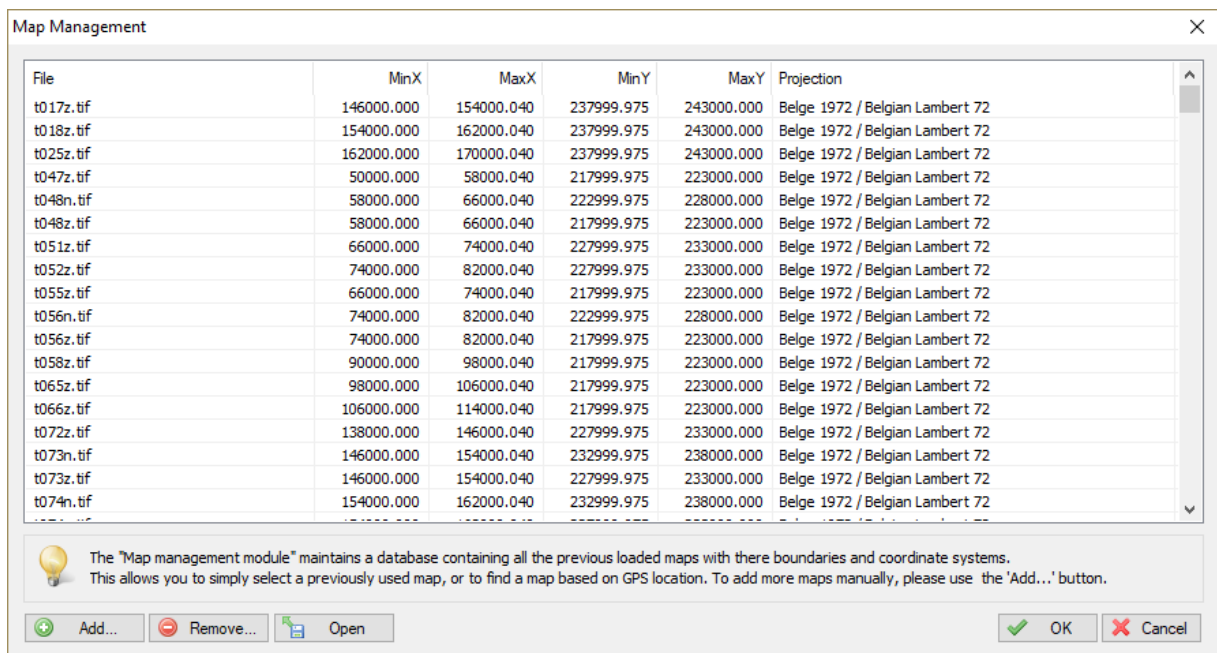 Map Management
File MinX MaxX MinY MaxY Projection
t017z.tif 146000.000 154000.040 237999.975 243000.000 Belge 1972 / Belgian Lambert 72
t018z.tif 154000.000 162000.040 237999.975 243000.000 Belge 1972 / Belgian Lambert 72
t025z.tif 162000.000 170000.040 237999.975 243000.000 Belge 1972 / Belgian Lambert 72
t047z.tif 50000.000 58000.040 217999.975 223000.000 Belge 1972 / Belgian Lambert 72
t048n.tif 58000.000 66000.040 222999.975 228000.000 Belge 1972 / Belgian Lambert 72
t048z.tif 58000.000 66000.040 217999.975 223000.000 Belge 1972 / Belgian Lambert 72
t051z.tif 66000.000 74000.040 227999.975 233000.000 Belge 1972 / Belgian Lambert 72
t052z.tif 74000.000 82000.040 227999.975 233000.000 Belge 1972 / Belgian Lambert 72
t055z.tif 66000.000 74000.040 217999.975 223000.000 Belge 1972 / Belgian Lambert 72
t056n.tif 74000.000 82000.040 222999.975 228000.000 Belge 1972 / Belgian Lambert 72
t056z.tif 74000.000 82000.040 217999.975 223000.000 Belge 1972 / Belgian Lambert 72
t058z.tif 90000.000 98000.040 217999.975 223000.000 Belge 1972 / Belgian Lambert 72
t065z.tif 98000.000 106000.040 217999.975 223000.000 Belge 1972 / Belgian Lambert 72
t066z.tif 106000.000 114000.040 217999.975 223000.000 Belge 1972 / Belgian Lambert 72
t072z.tif 138000.000 146000.040 227999.975 233000.000 Belge 1972 / Belgian Lambert 72
t073n.tif 146000.000 154000.040 232999.975 238000.000 Belge 1972 / Belgian Lambert 72
t073z.tif 146000.000 154000.040 227999.975 233000.000 Belge 1972 / Belgian Lambert 72
t074n.tif 154000.000 162000.040 232999.975 238000.000 Belge 1972 / Belgian Lambert 72
The "Map management module" maintains a database containing all the previous loaded maps with there boundaries and coordinate systems.
This allows you to simply select a previously used map, or to find a map based on GPS location. To add more maps manually, please use the 'Add...' button.
Add... Remove... Open OK Cancel